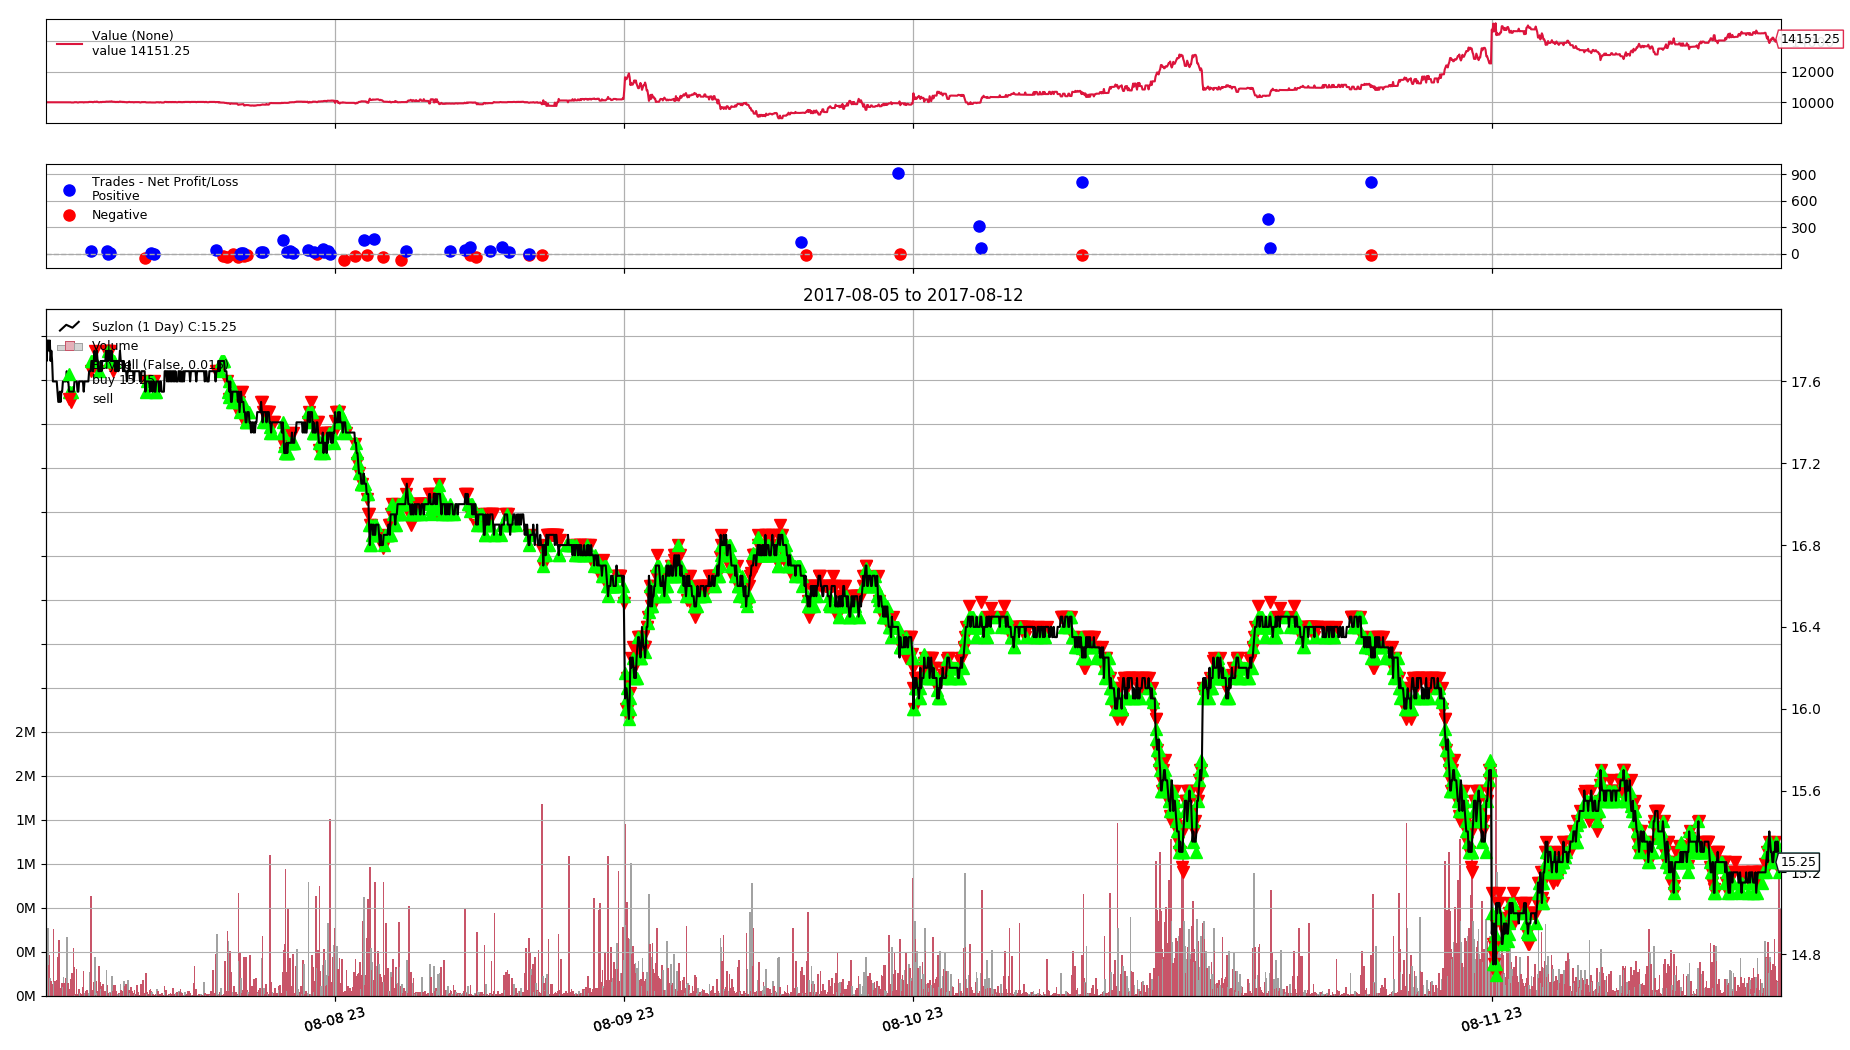 Value (None)
value 14151.25
14151.25
12000
10000
Trades - Net Profit/Loss
Positive
Negative
900
600
300
0
2017-08-05 to 2017-08-12
Suzlon (1 Day) C:15.25
Volume
sell
17.6
17.2
16.8
16.4
16.0
15.6
15.25
15.2
14.8
2M
2M
1M
1M
0M
0M
0M
08-08 23
08-09 23
08-10 23
08-11 23